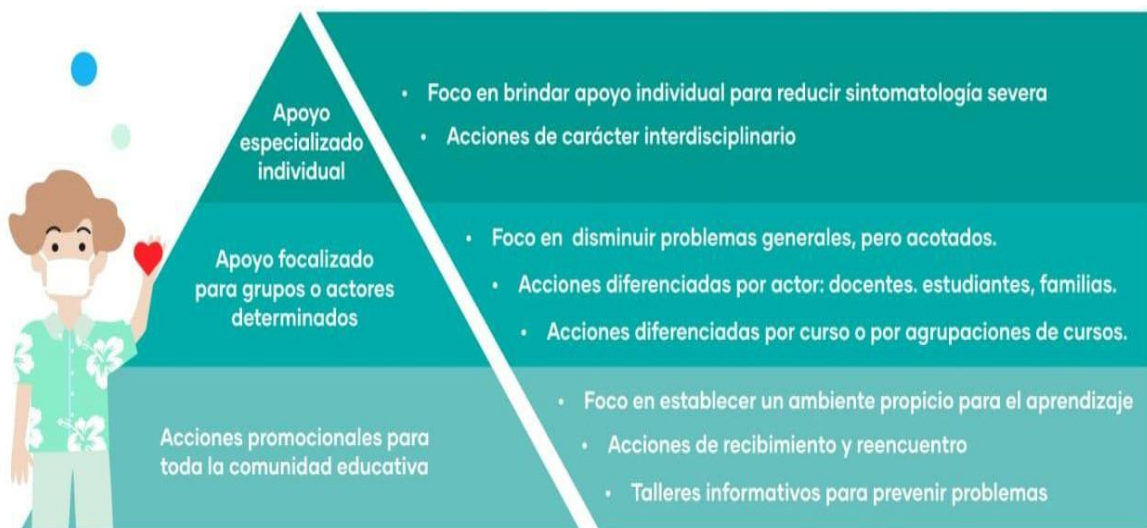 Apoyo
especializado
individual
• Foco en brindar apoyo individual para reducir sintomatología severa
• Acciones de carácter interdisciplinario
Apoyo focalizado
para grupos o actores
determinados
• Foco en disminuir problemas generales, pero acotados.
• Acciones diferenciadas por actor: docentes. estudiantes, familias.
• Acciones diferenciadas por curso o por agrupaciones de cursos.
Acciones promocionales para
toda la comunidad educativa
• Foco en establecer un ambiente propicio para el aprendizaje
• Acciones de recibimiento y reencuentro
• Talleres informativos para prevenir problemas